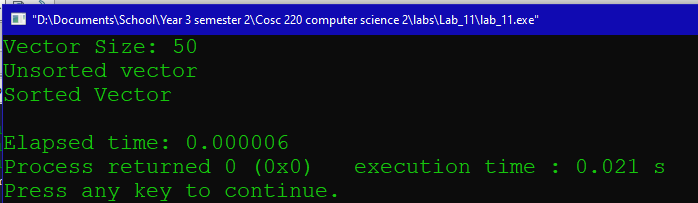 "D:\Documents\School\Year 3 semester 2\Cosc 220 computer science 2\labs\Lab_11\lab_11.exe"
Vector Size: 50
Unsorted vector
Sorted Vector
Elapsed time: 0.000006
Process returned 0 (0x0)   execution time : 0.021 s
Press any key to continue.